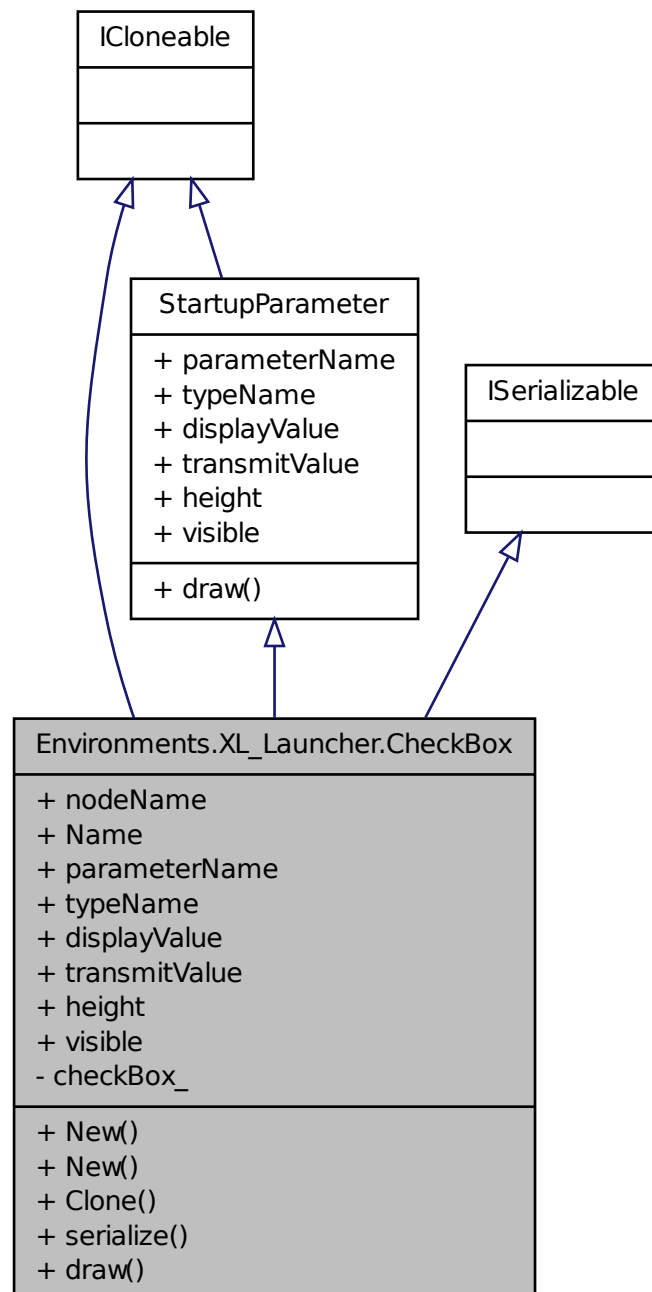 ICloneable
StartupParameter
+ parameterName
+ typeName
+ displayValue
+ transmitValue
+ height
+ visible
+ draw()
ISerializable
Environments.XL_Launcher.CheckBox
+ nodeName
+ Name
+ parameterName
+ typeName
+ displayValue
+ transmitValue
+ height
+ visible
- checkBox_
+ New()
+ New()
+ Clone()
+ serialize()
+ draw()